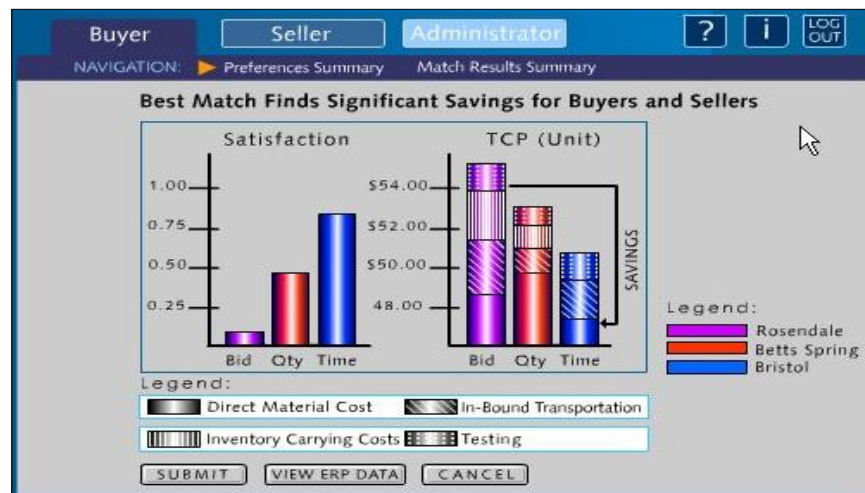 Buyer Seller Administrator ? i LOG OUT
NAVIGATION: Preferences Summary Match Results Summary
Best Match Finds Significant Savings for Buyers and Sellers
Satisfaction TCP (Unit)
1.00 $54.00
0.75 $52.00
0.50 $50.00
0.25 48.00
SAVINGS
Bid Qty Time Bid Qty Time
Legend:
Rosendale
Betts Spring
Bristol
Legend:
Direct Material Cost In-Bound Transportation
Inventory Carrying Costs Testing
SUBMIT VIEW ERP DATA CANCEL